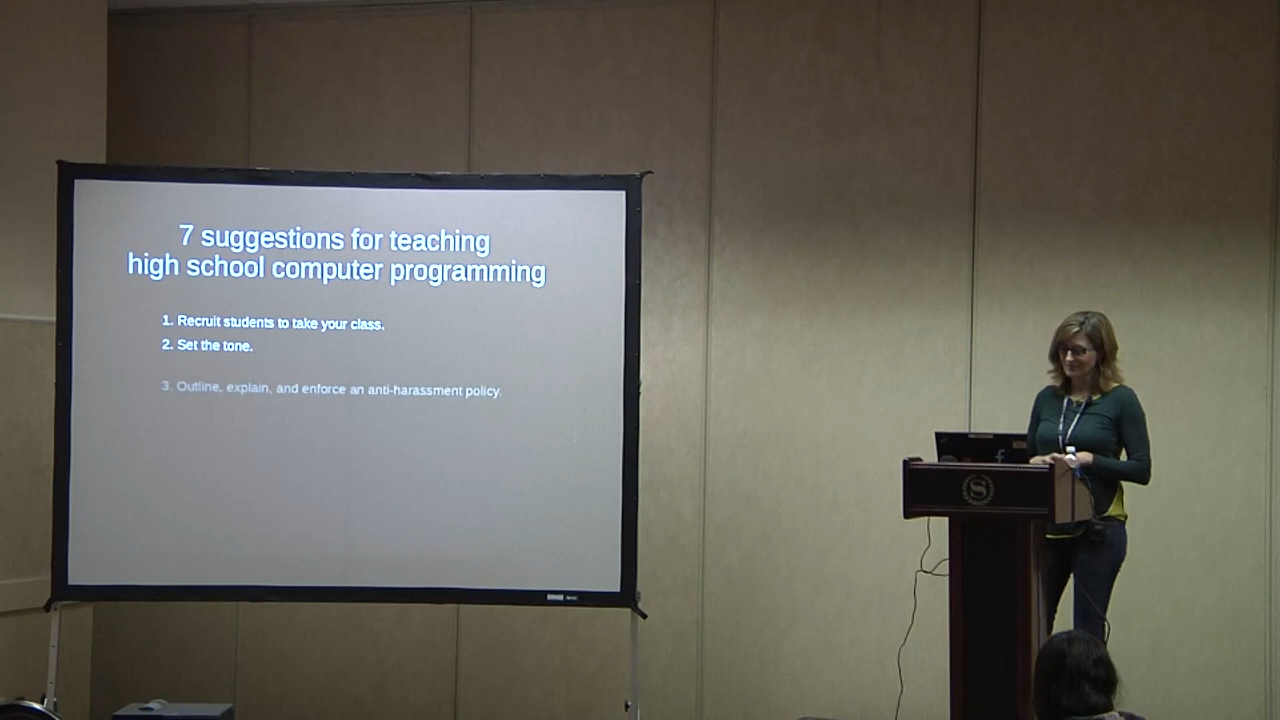 7 suggestions for teaching
high school computer programming
1. Recruit students to take your class.
2. Set the tone.
3. Outline, explain, and enforce an anti-harassment policy.
S
f